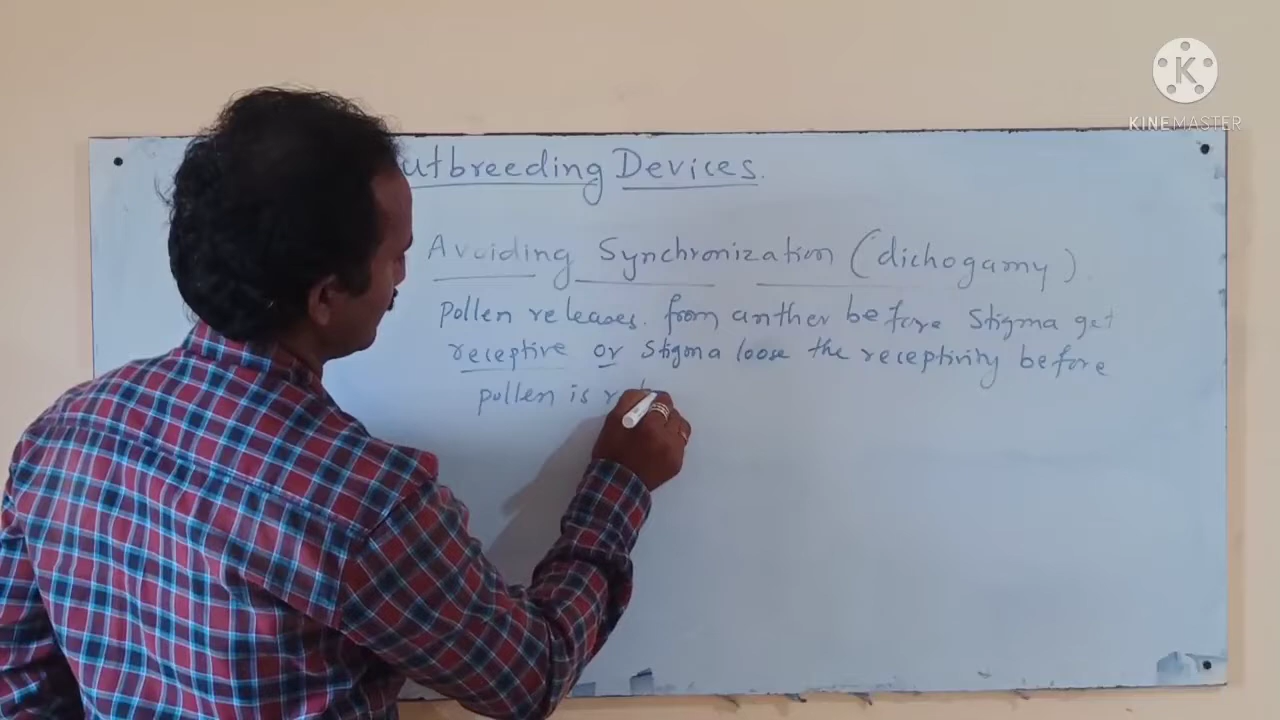 utbreeding Devices.
Avoiding Synchronization (dichogamy)
pollen releases. from anther before Stigma get
receptive or Stigma loose the receptivity before
pollen is
K
KINEMASTER